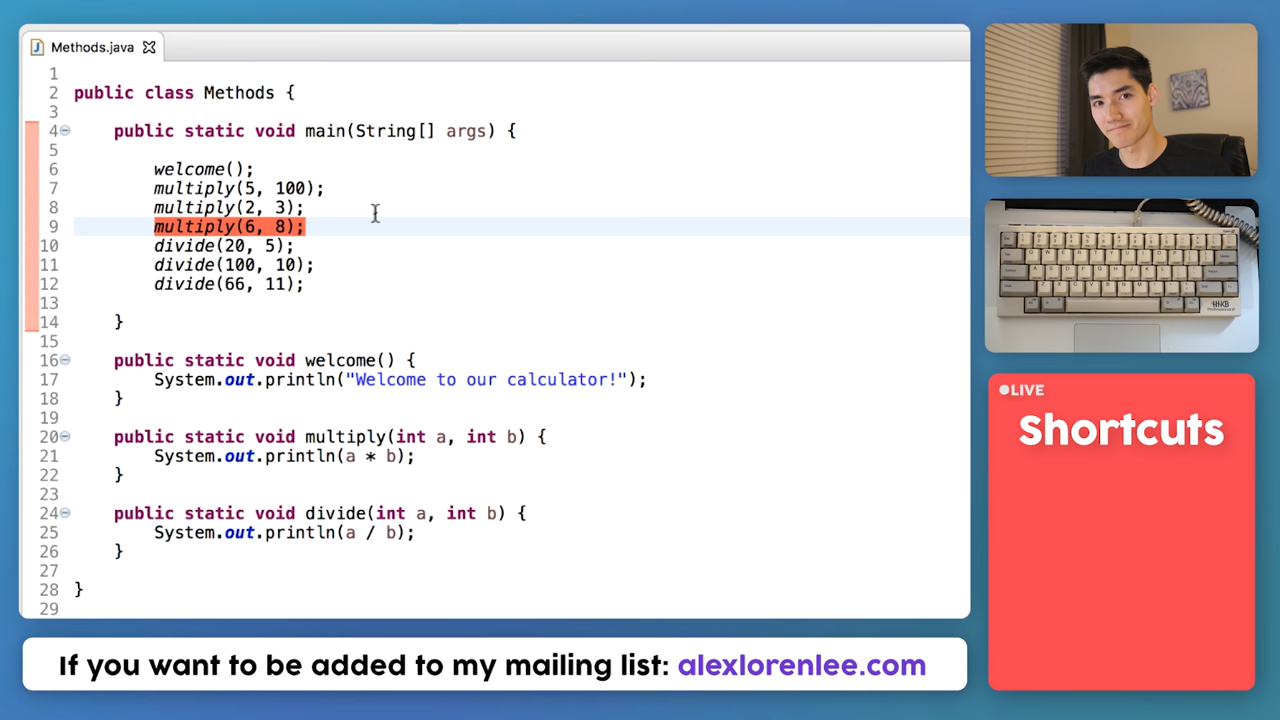 Methods.java
1
2 public class Methods {
3
4 public static void main(String[] args) {
5
6 welcome();
7 multiply(5, 100);
8 multiply(2, 3);
9 multiply(6, 8);
10 divide(20, 5);
11 divide(100, 10);
12 divide(66, 11);
13
14 }
15
16 public static void welcome() {
17 System.out.println("Welcome to our calculator!");
18 }
19
20 public static void multiply(int a, int b) {
21 System.out.println(a * b);
22 }
23
24 public static void divide(int a, int b) {
25 System.out.println(a / b);
26 }
27
28 }
29
HHKB
Professional
LIVE
Shortcuts
If you want to be added to my mailing list: alexlorenlee.com